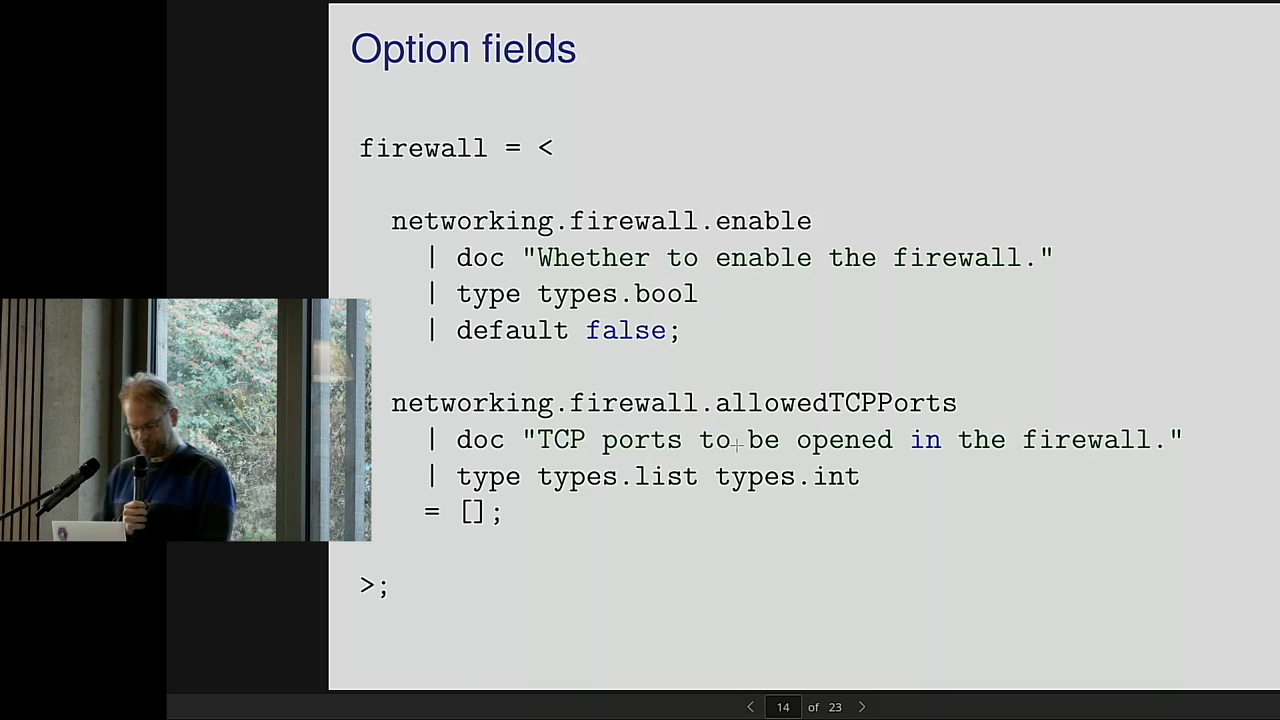 Option fields
firewall = <
networking.firewall.enable
| doc "Whether to enable the firewall."
| type types.bool
| default false;
networking.firewall.allowedTCPPorts
| doc "TCP ports to be opened in the firewall."
| type types.list types.int
= [];
>;
14 of 23